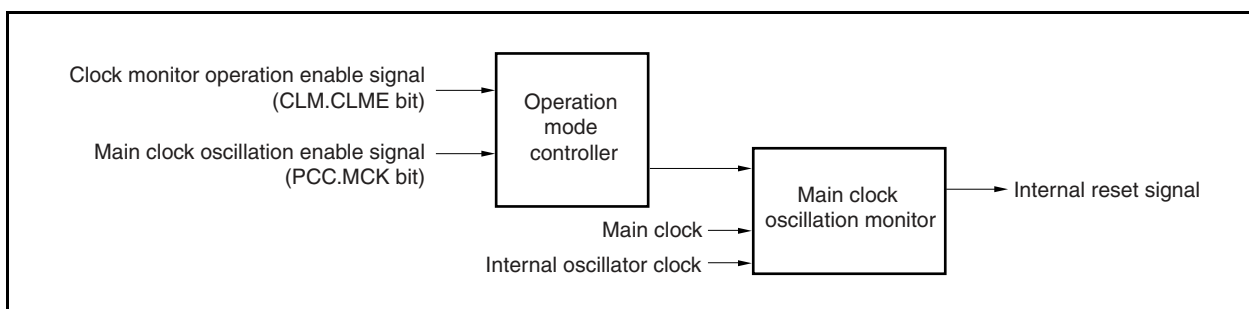 Clock monitor operation enable signal
(CLM.CLME bit)
Main clock oscillation enable signal
(PCC.MCK bit)
Operation
mode
controller
Main clock
Internal oscillator clock
Main clock
oscillation monitor
Internal reset signal